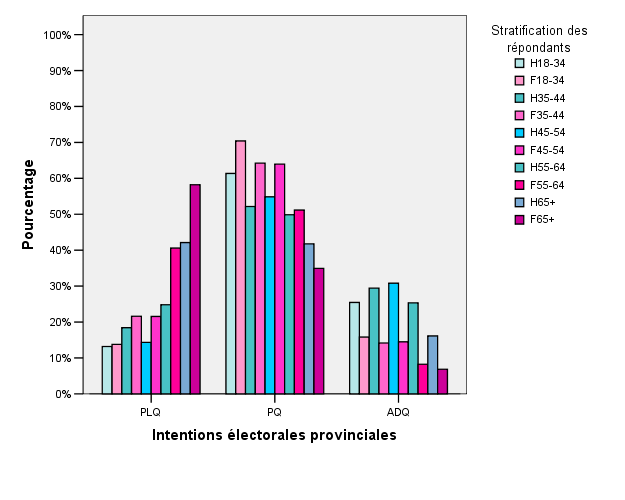 Stratification des
répondants
H18-34
F18-34
H35-44
F35-44
H45-54
F45-54
H55-64
F55-64
H65+
F65+
Pourcentage
100%
90%
80%
70%
60%
50%
40%
30%
20%
10%
0%
PLQ PQ ADQ
Intentions électorales provinciales